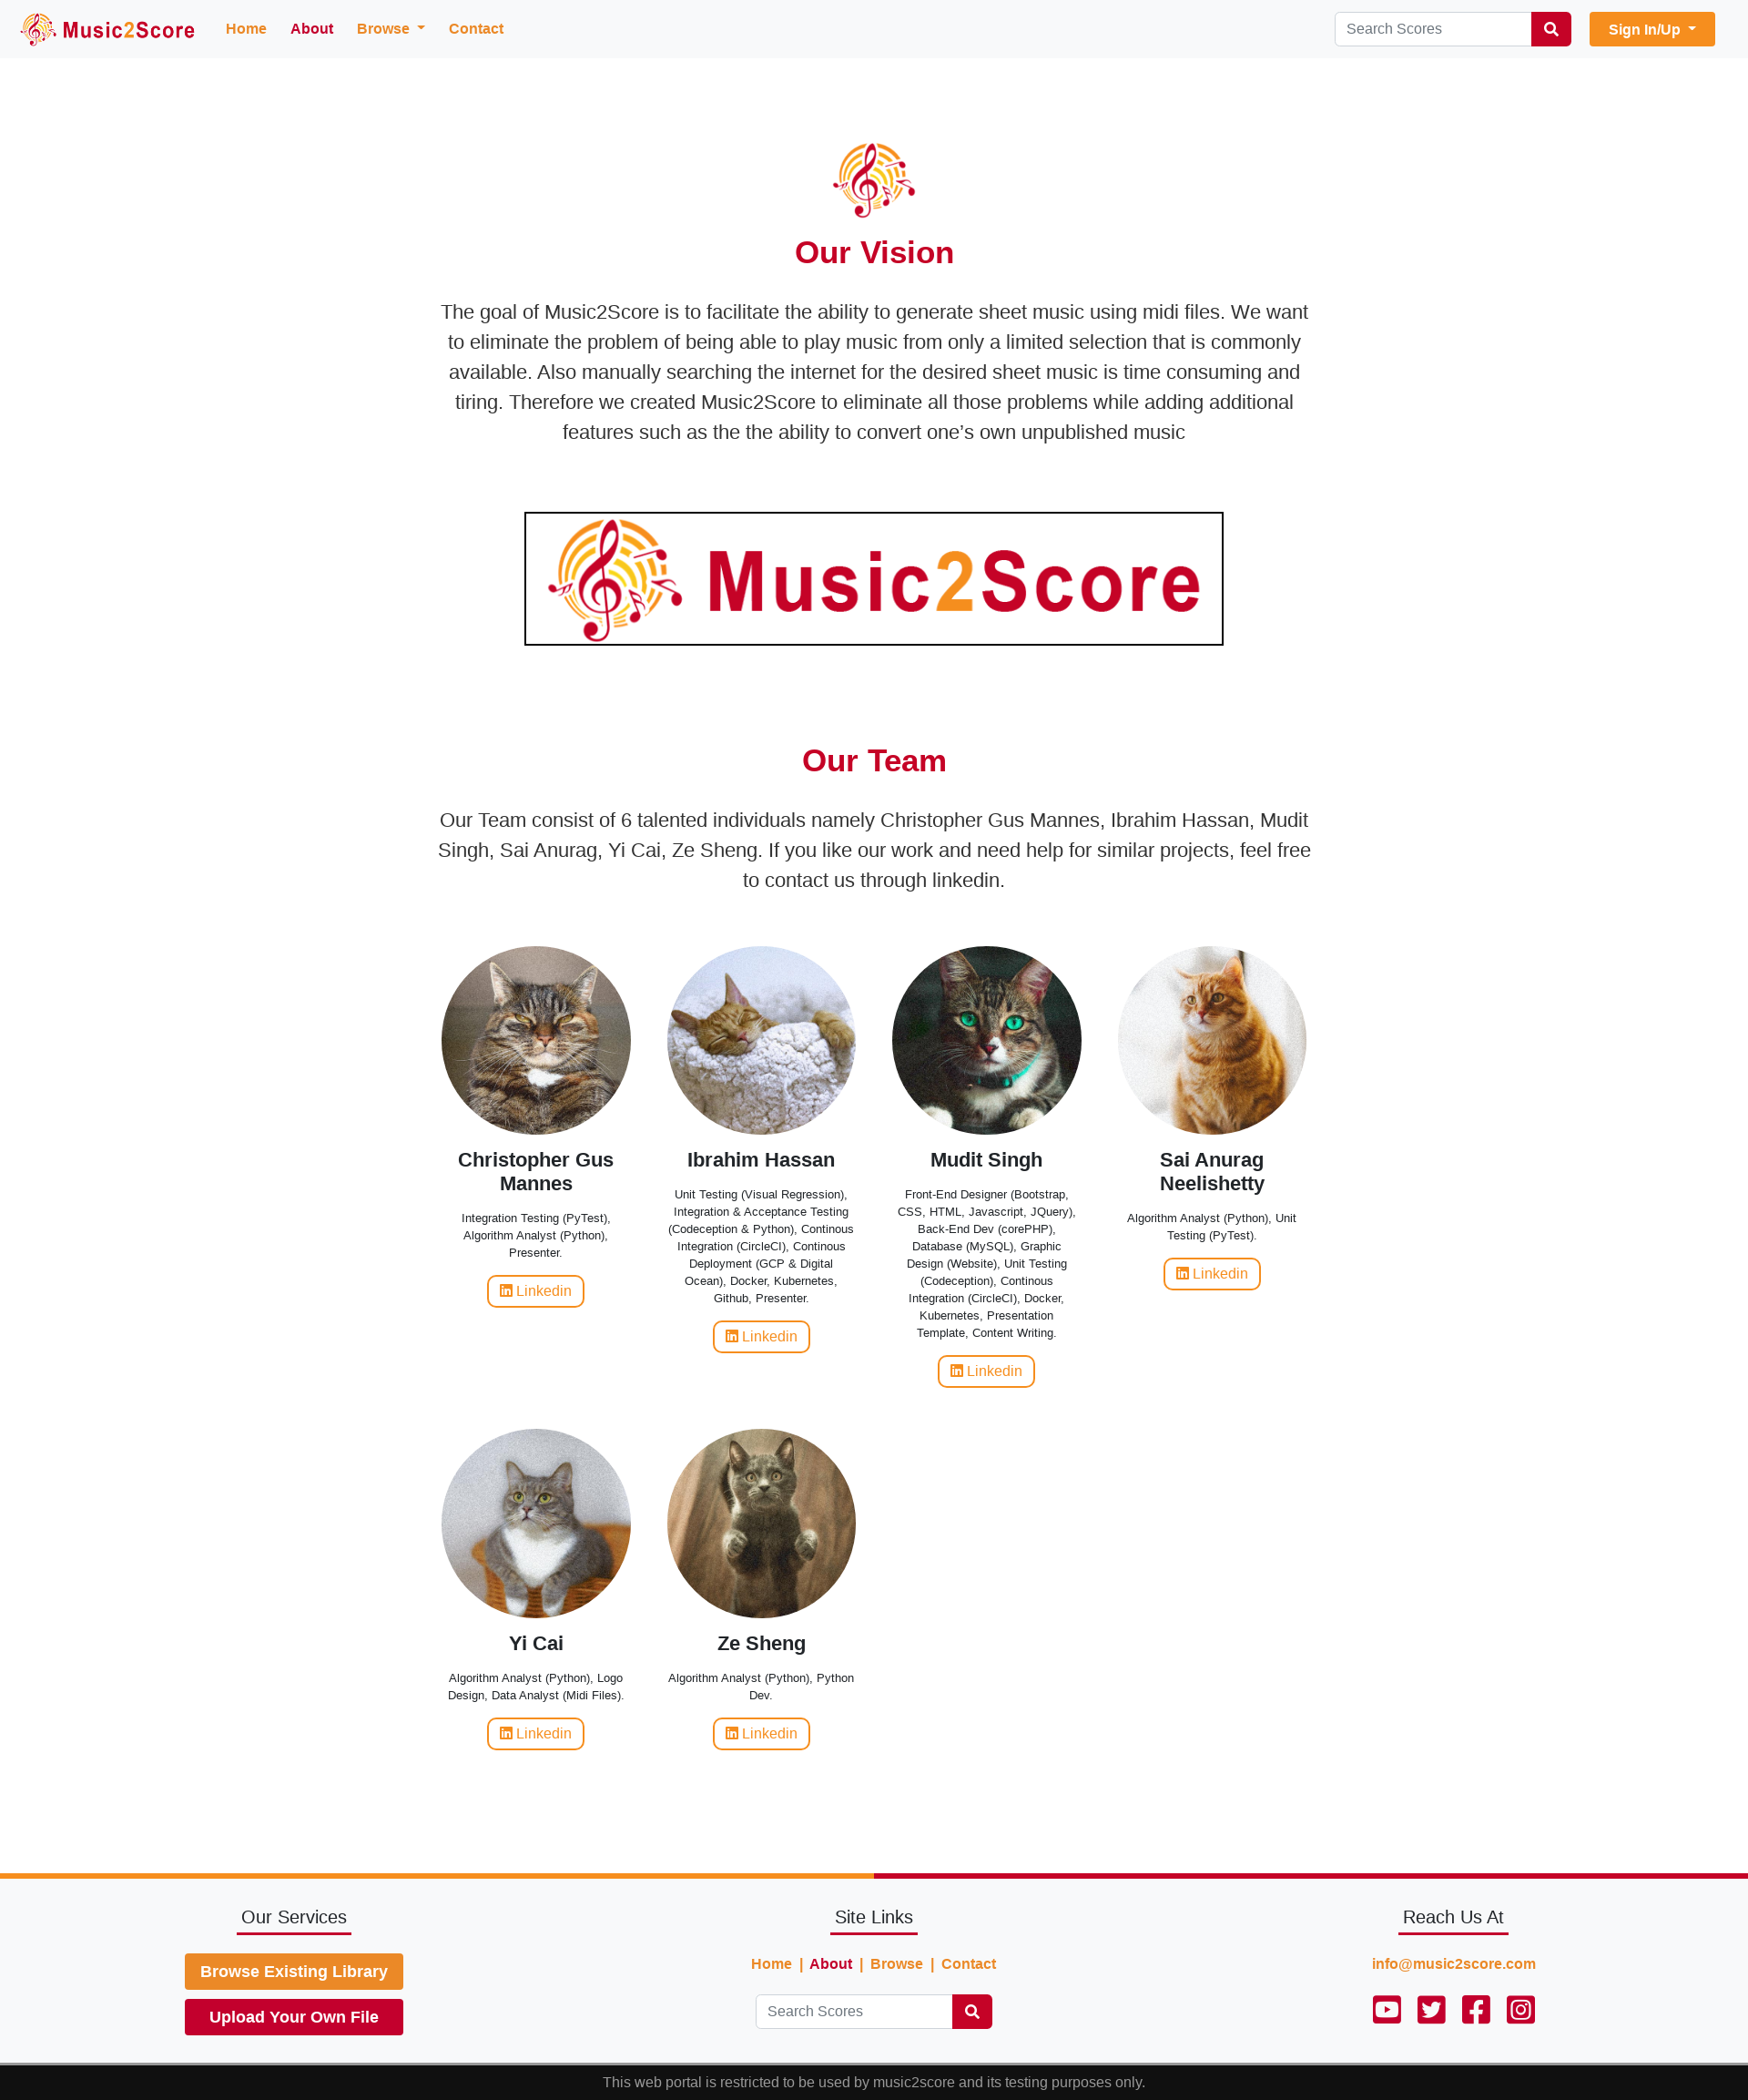 Music2Score
Home About Browse Contact
Search Scores
Sign In/Up
Our Vision
The goal of Music2Score is to facilitate the ability to generate sheet music using midi files. We want
to eliminate the problem of being able to play music from only a limited selection that is commonly
available. Also manually searching the internet for the desired sheet music is time consuming and
tiring. Therefore we created Music2Score to eliminate all those problems while adding additional
features such as the the ability to convert one’s own unpublished music
Music2Score
Our Team
Our Team consist of 6 talented individuals namely Christopher Gus Mannes, Ibrahim Hassan, Mudit
Singh, Sai Anurag, Yi Cai, Ze Sheng. If you like our work and need help for similar projects, feel free
to contact us through linkedin.
Christopher Gus
Mannes
Integration Testing (PyTest),
Algorithm Analyst (Python),
Presenter.
Linkedin
Ibrahim Hassan
Unit Testing (Visual Regression),
Integration & Acceptance Testing
(Codeception & Python), Continous
Integration (CircleCI), Continous
Deployment (GCP & Digital
Ocean), Docker, Kubernetes,
Github, Presenter.
Linkedin
Mudit Singh
Front-End Designer (Bootstrap,
CSS, HTML, Javascript, JQuery),
Back-End Dev (corePHP),
Database (MySQL), Graphic
Design (Website), Unit Testing
(Codeception), Continous
Integration (CircleCI), Docker,
Kubernetes, Presentation
Template, Content Writing.
Linkedin
Sai Anurag
Neelishetty
Algorithm Analyst (Python), Unit
Testing (PyTest).
Linkedin
Yi Cai
Algorithm Analyst (Python), Logo
Design, Data Analyst (Midi Files).
Linkedin
Ze Sheng
Algorithm Analyst (Python), Python
Dev.
Linkedin
Our Services
Browse Existing Library
Upload Your Own File
Site Links
Home | About | Browse | Contact
Search Scores
Reach Us At
info@music2score.com
This web portal is restricted to be used by music2score and its testing purposes only.